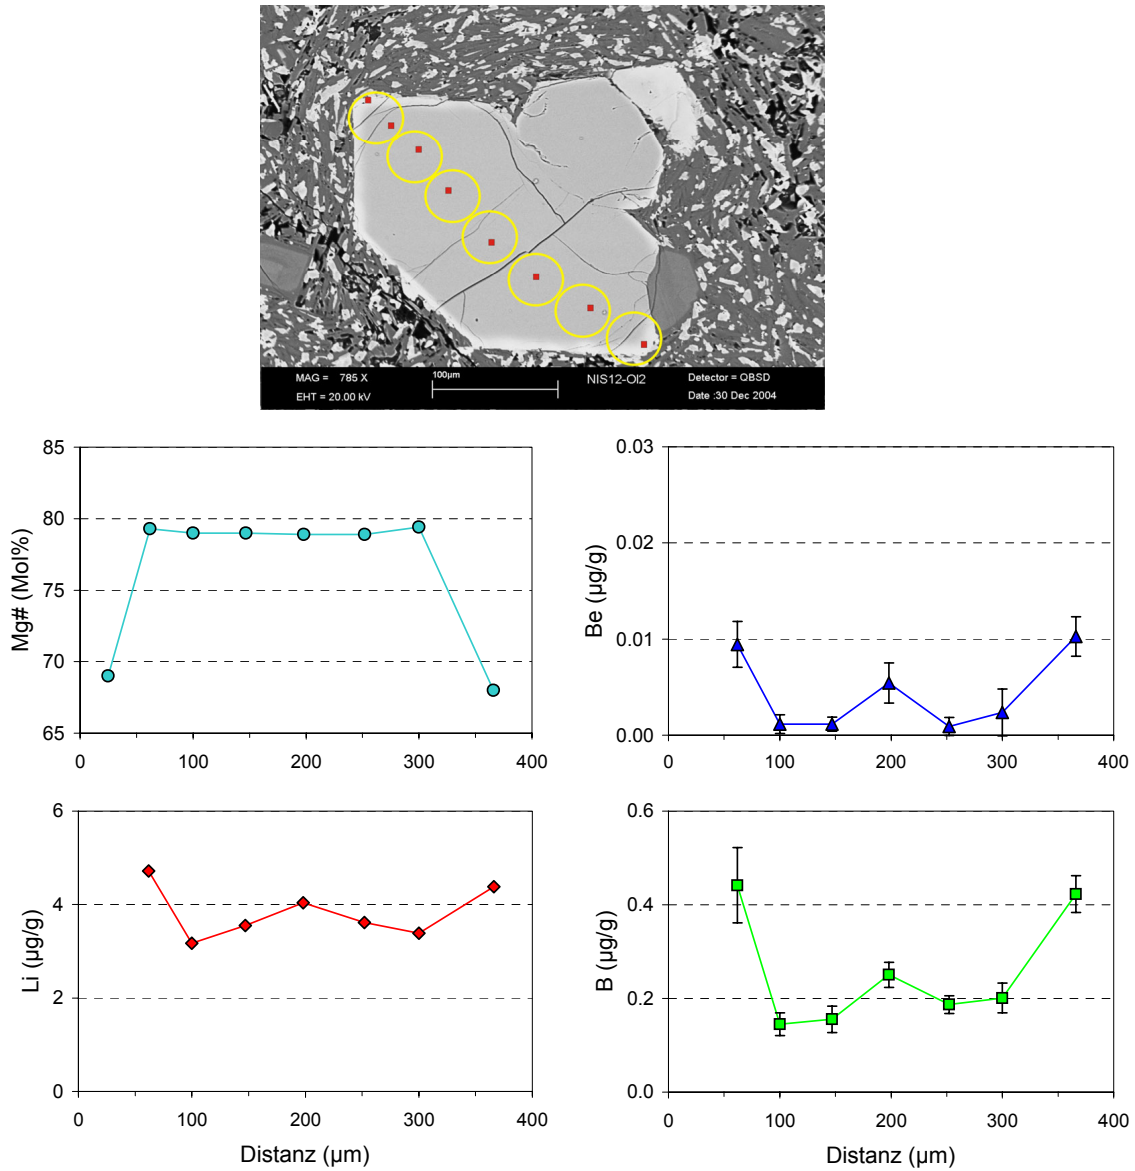 MAG = 785 X
100µm
NIS12-Ol2
Detector = QBSD
EHT = 20.00 kV
Date :30 Dec 2004
85
80
75
70
65
Mg# (Mol%)
0 100 200 300 400
0.03
0.02
0.01
0.00
Be (µg/g)
0 100 200 300 400
6
4
2
0
Li (µg/g)
0 100 200 300 400
Distanz (µm)
0.6
0.4
0.2
0.0
B (µg/g)
0 100 200 300 400
Distanz (µm)